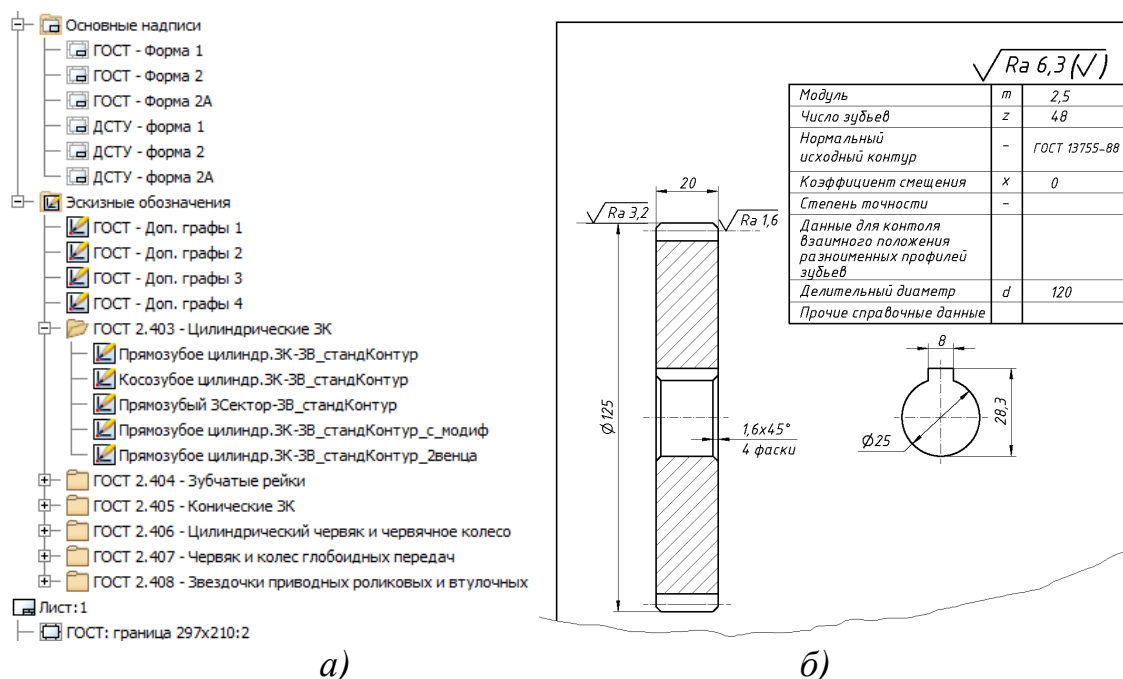 Основные надписи
ГОСТ - Форма 1
ГОСТ - Форма 2
ГОСТ - Форма 2А
ДСТУ - форма 1
ДСТУ - форма 2
ДСТУ - форма 2А
Эскизные обозначения
ГОСТ - Доп. графы 1
ГОСТ - Доп. графы 2
ГОСТ - Доп. графы 3
ГОСТ - Доп. графы 4
ГОСТ 2.403 - Цилиндрические ЗК
Прямозубое цилиндр.ЗК-ЗВ_стандКонтур
Косозубое цилиндр.ЗК-ЗВ_стандКонтур
Прямозубый ЗСектор-ЗВ_стандКонтур
Прямозубое цилиндр.ЗК-ЗВ_стандКонтур_с_модиф
Прямозубое цилиндр.ЗК-ЗВ_стандКонтур_2венца
ГОСТ 2.404 - Зубчатые рейки
ГОСТ 2.405 - Конические ЗК
ГОСТ 2.406 - Цилиндрический червяк и червячное колесо
ГОСТ 2.407 - Червяк и колес глобоидных передач
ГОСТ 2.408 - Звездочки приводных роликовых и втулочных
Лист:1
ГОСТ: граница 297x210:2
а)
Ra 6,3 (√)
Модуль m 2,5
Число зубьев z 48
Нормальный
исходный контур - ГОСТ 13755-88
Коэффициент смещения x 0
Степень точности -
Данные для контоля
взаимного положения
разноименных профилей
зубьев
Делительный диаметр d 120
Прочие справочные данные
20
Ra 3,2
Ra 1,6
Ø125
1,6x45°
4 фаски
8
28,3
Ø25
б)